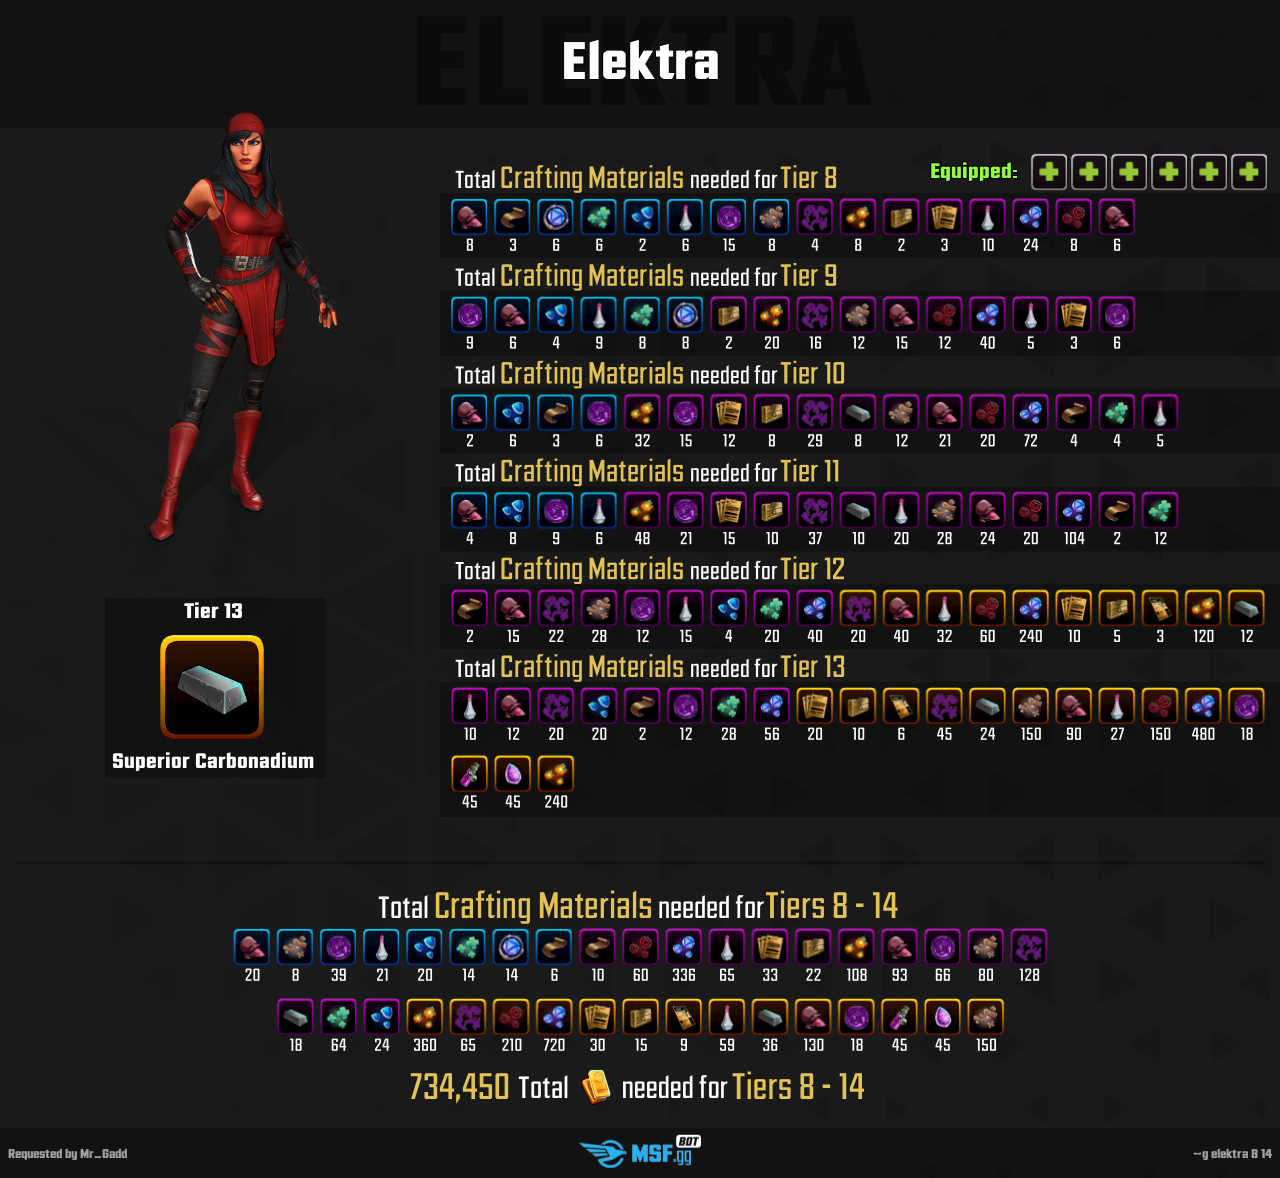 ELEKTRA
Elektra
Equipped:
Total Crafting Materials needed for Tier 8
8 3 6 6 2 6 15 8 4 8 2 3 10 24 8 6
Total Crafting Materials needed for Tier 9
9 6 4 9 8 8 2 20 16 12 15 12 40 5 3 6
Total Crafting Materials needed for Tier 10
2 6 3 6 32 15 12 8 29 8 12 21 20 72 4 4 5
Total Crafting Materials needed for Tier 11
4 8 9 6 48 21 15 10 37 10 20 28 24 20 104 2 12
Total Crafting Materials needed for Tier 12
2 15 22 28 12 15 4 20 40 20 40 32 60 240 10 5 3 120 12
Total Crafting Materials needed for Tier 13
10 12 20 20 2 12 28 56 20 10 6 45 24 150 90 27 150 480 18
45 45 240
Tier 13
Superior Carbonadium
Total Crafting Materials needed for Tiers 8 - 14
20 8 39 21 20 14 14 6 10 60 336 65 33 22 108 93 66 80 128
18 64 24 360 65 210 720 30 15 9 59 36 130 18 45 45 150
734,450 Total needed for Tiers 8 - 14
Requested by Mr_Gadd
MSF.gg BOT
~g elektra 8 14